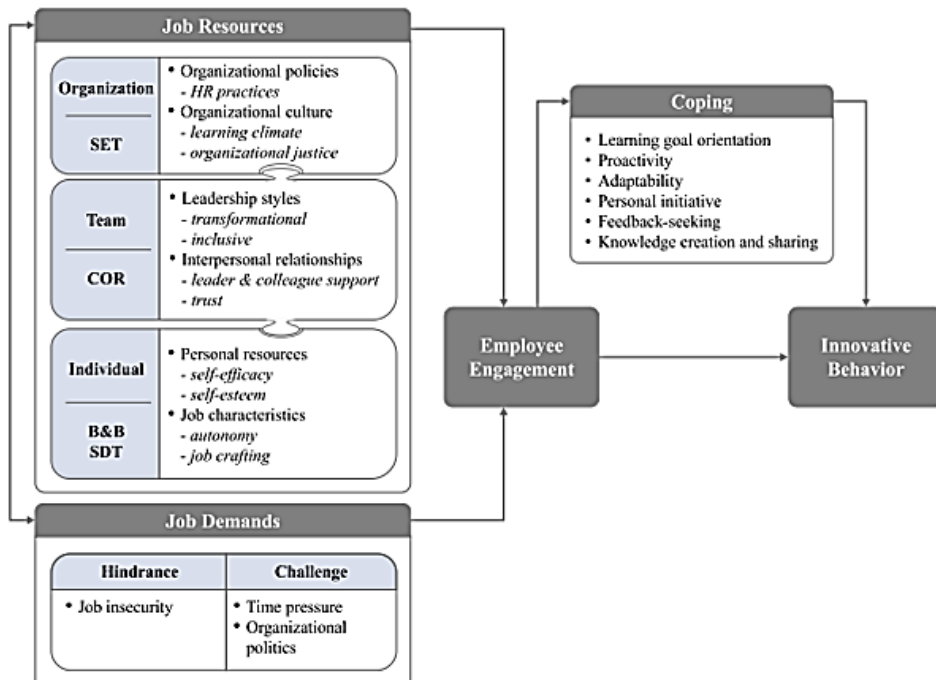 Job Resources
Organization
SET
• Organizational policies
- HR practices
• Organizational culture
- learning climate
- organizational justice
Team
COR
• Leadership styles
- transformational
- inclusive
• Interpersonal relationships
- leader & colleague support
- trust
Individual
B&B
SDT
• Personal resources
- self-efficacy
- self-esteem
• Job characteristics
- autonomy
- job crafting
Job Demands
Hindrance
• Job insecurity
Challenge
• Time pressure
• Organizational
politics
Employee
Engagement
Coping
• Learning goal orientation
• Proactivity
• Adaptability
• Personal initiative
• Feedback-seeking
• Knowledge creation and sharing
Innovative
Behavior